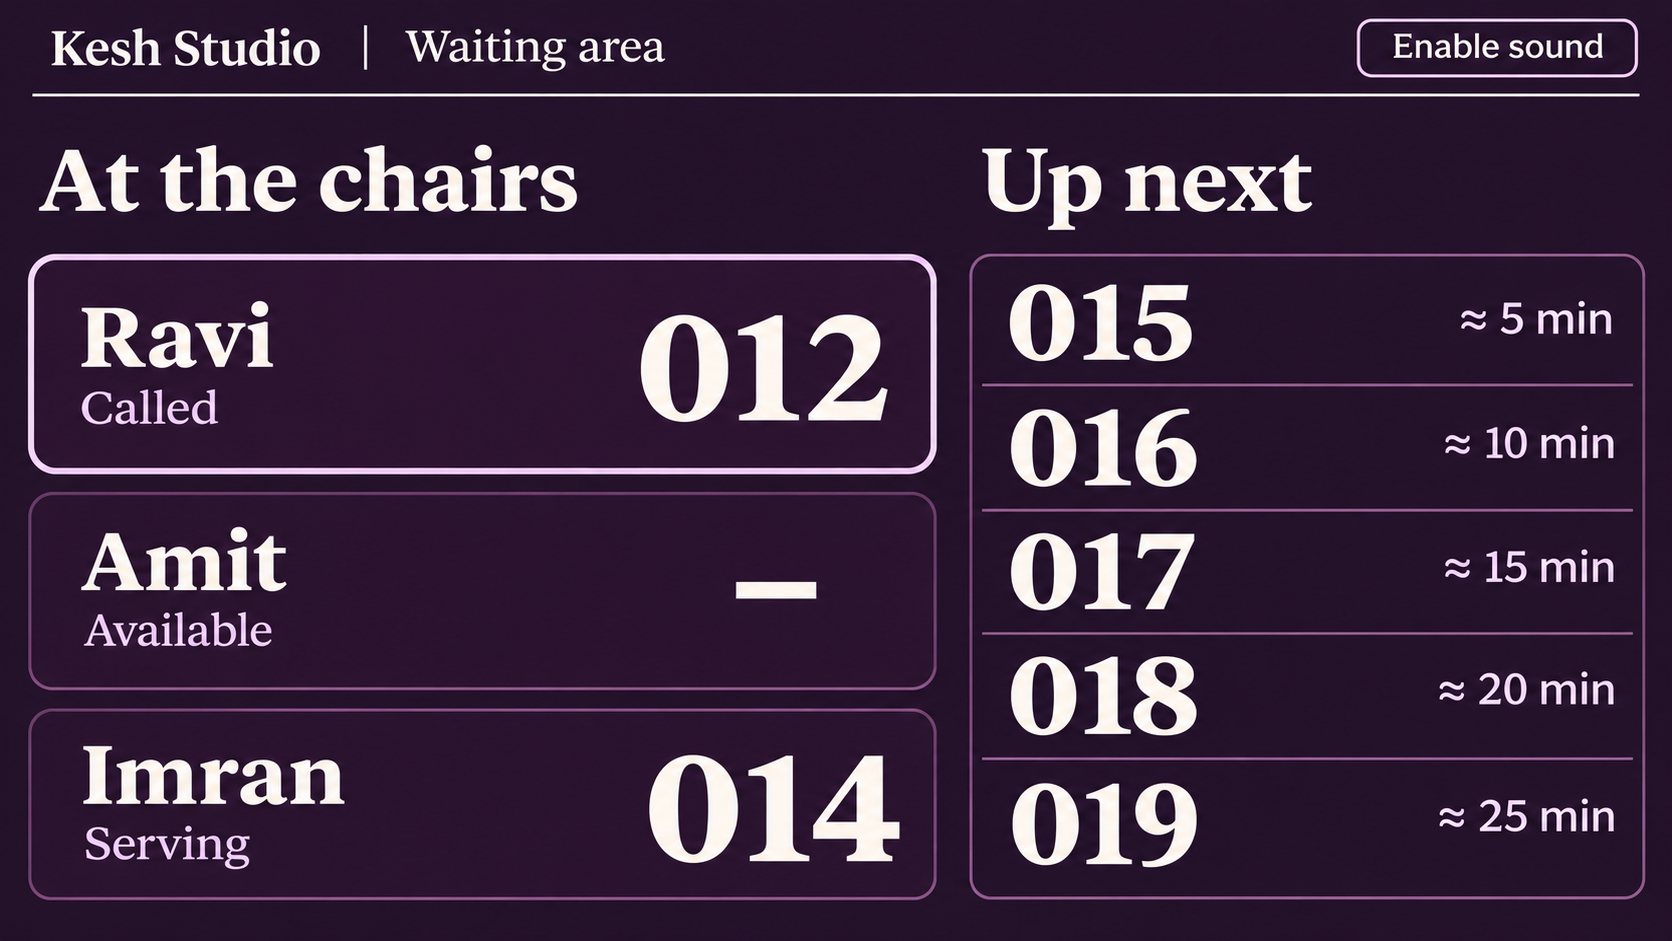 Kesh Studio | Waiting area
Enable sound
At the chairs
Ravi
Called
012
Amit
Available
–
Imran
Serving
014
Up next
015 ≈ 5 min
016 ≈ 10 min
017 ≈ 15 min
018 ≈ 20 min
019 ≈ 25 min